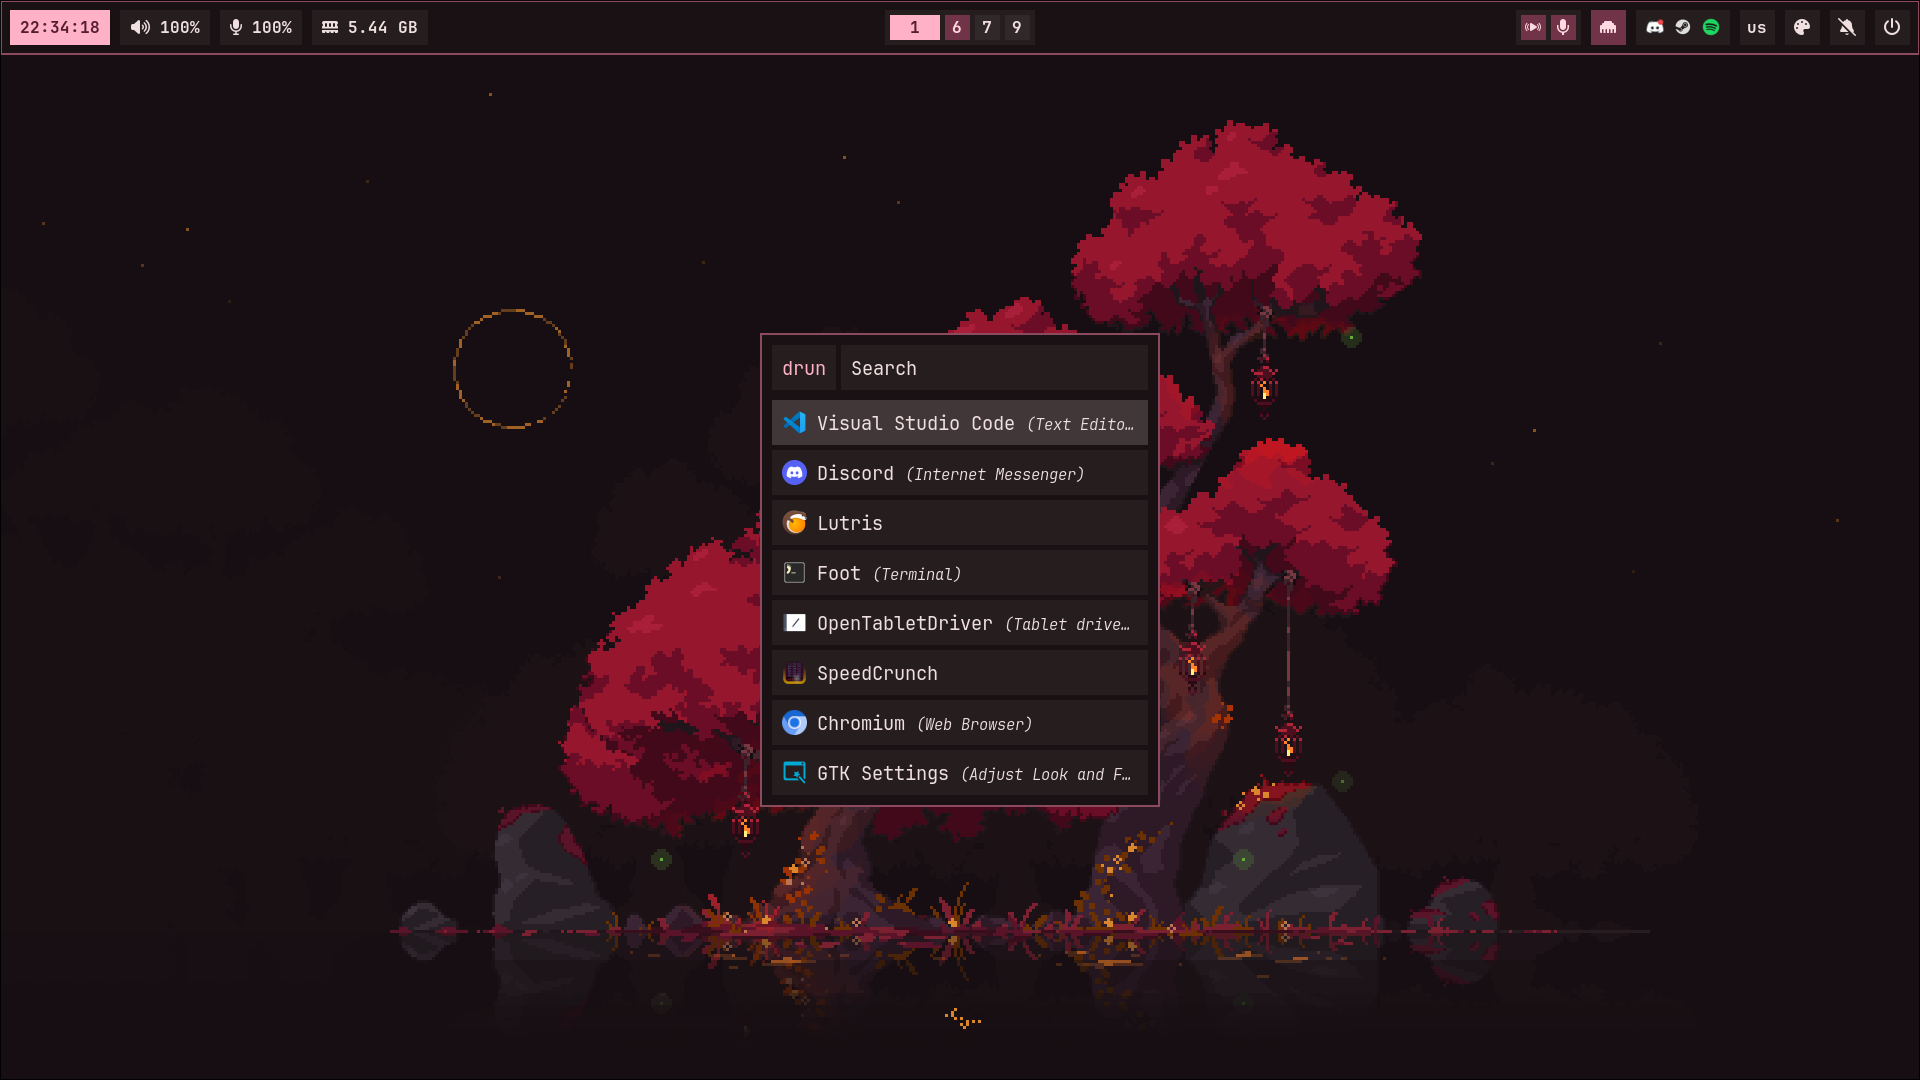 22:34:18 100% 100% 5.44 GB 1 6 7 9 us
drun Search
Visual Studio Code (Text Edito…
Discord (Internet Messenger)
Lutris
Foot (Terminal)
OpenTabletDriver (Tablet drive…
SpeedCrunch
Chromium (Web Browser)
GTK Settings (Adjust Look and F…